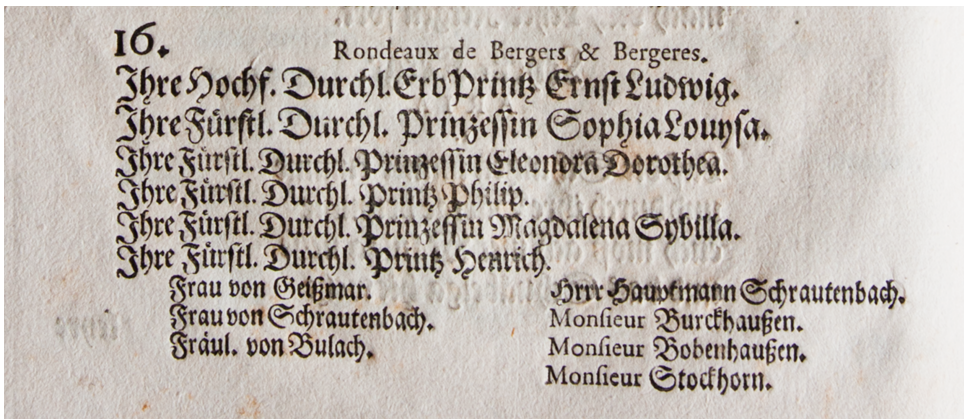 16.
Rondeaux de Bergers & Bergeres.
Ihre Hochf. Durchl. ErbPrintz Ernst Ludwig.
Ihre Fürstl. Durchl. Prinzessin Sophia Louysa.
Ihre Fürstl. Durchl. Prinzessin Eleonora Dorothea.
Ihre Fürstl. Durchl. Printz Philip.
Ihre Fürstl. Durchl. Prinzessin Magdalena Sybilla.
Ihre Fürstl. Durchl. Printz Henrich.
Frau von Geißmar.
Frau von Schrautenbach.
Fräul. von Bulach.
Herr Hauptmann Schrautenbach.
Monsieur Burckhaußen.
Monsieur Bobenhaußen.
Monsieur Stockhorn.